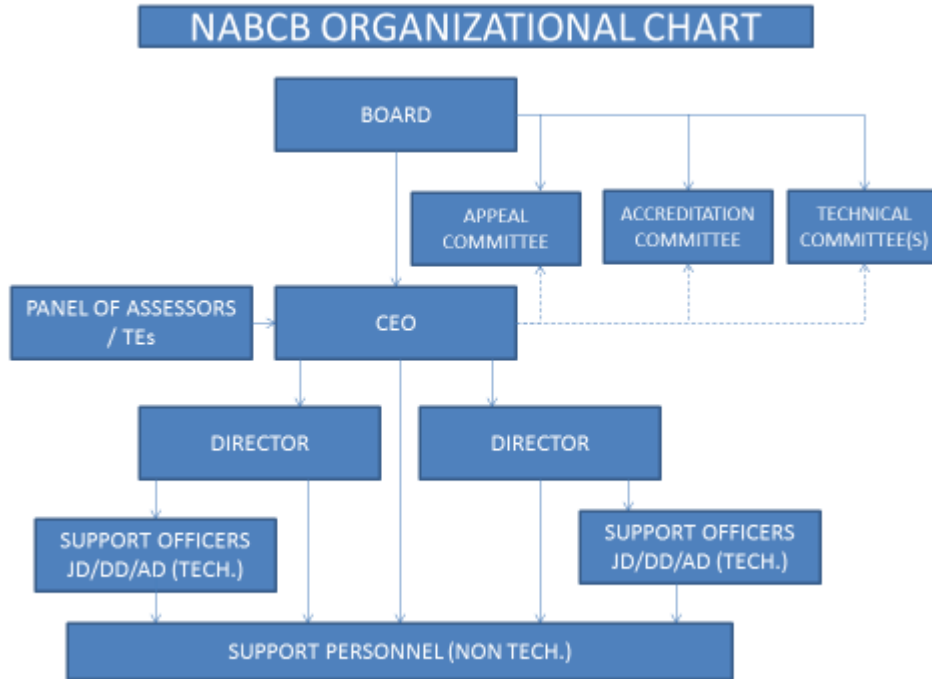 NABCB ORGANIZATIONAL CHART
BOARD
APPEAL
COMMITTEE
ACCREDITATION
COMMITTEE
TECHNICAL
COMMITTEE(S)
PANEL OF ASSESSORS
/ TEs
CEO
DIRECTOR
DIRECTOR
SUPPORT OFFICERS
JD/DD/AD (TECH.)
SUPPORT OFFICERS
JD/DD/AD (TECH.)
SUPPORT PERSONNEL (NON TECH.)